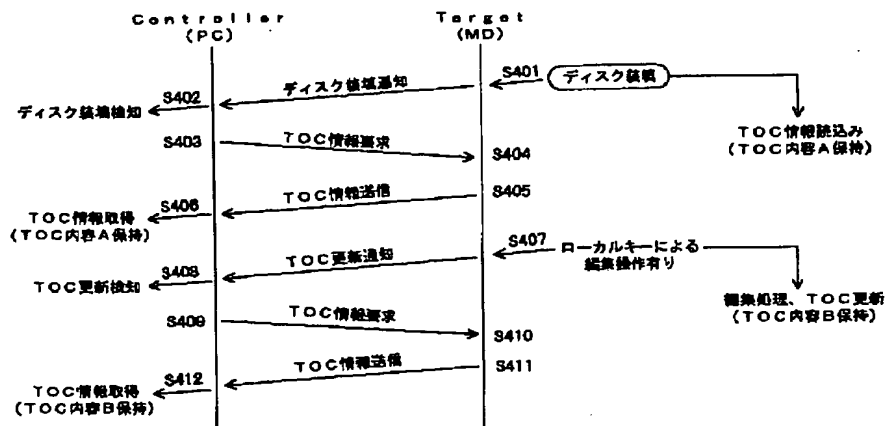 Controller
(PC)
Target
(MD)
S401
ディスク装填
ディスク装填通知
S402
ディスク装填検知
TOC情報読込み
(TOC内容A保持)
S403
TOC情報要求
S404
S405
TOC情報送信
S406
TOC情報取得
(TOC内容A保持)
S407
ローカルキーによる
編集操作有り
TOC更新通知
S408
TOC更新検知
編集処理、TOC更新
(TOC内容B保持)
S409
TOC情報要求
S410
S411
TOC情報送信
S412
TOC情報取得
(TOC内容B保持)